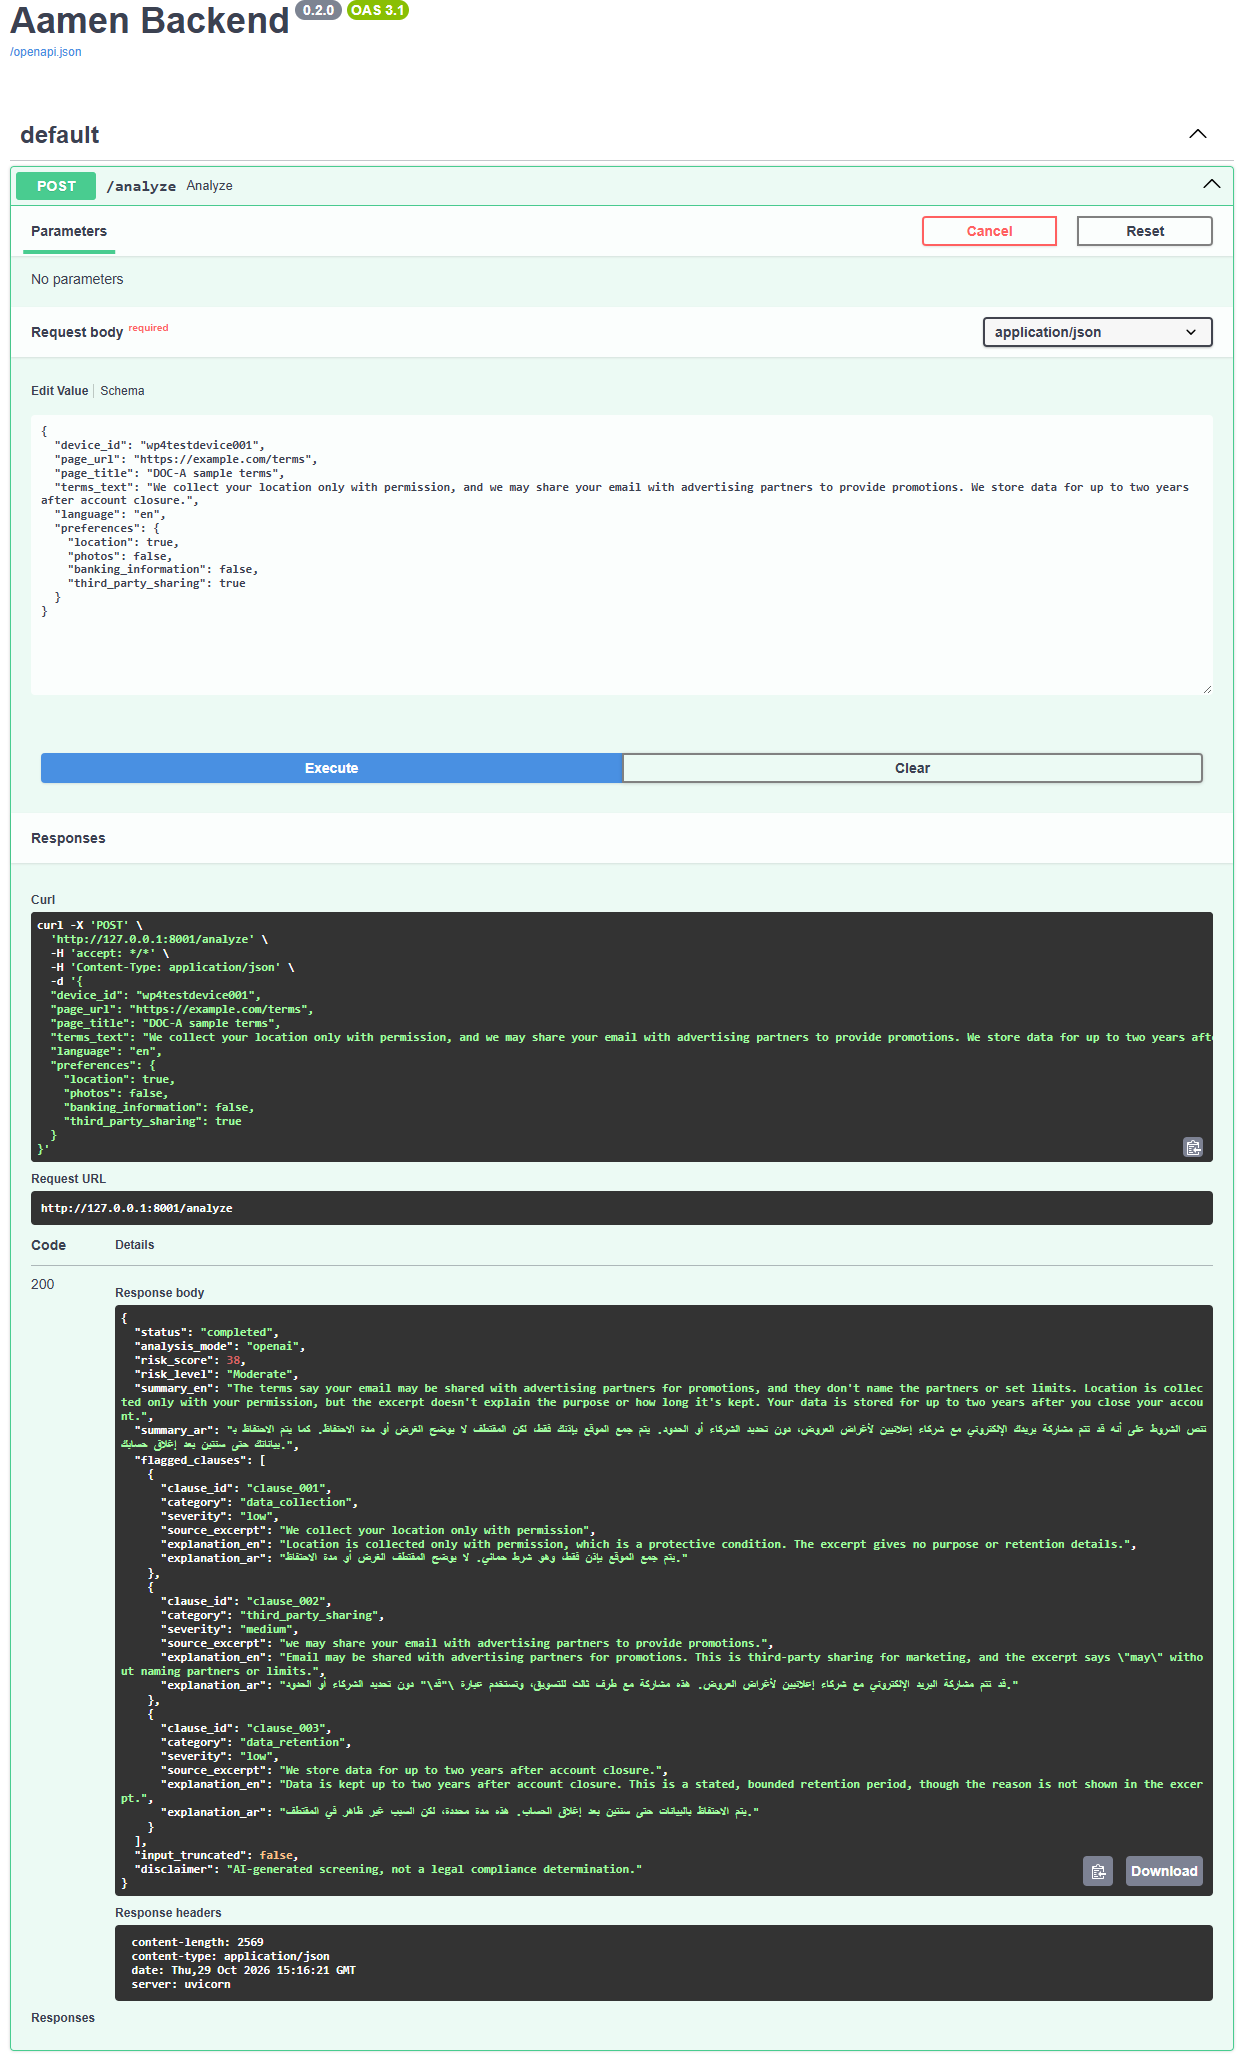 Aamen Backend 0.2.0 OAS 3.1
/openapi.json
default
POST /analyze Analyze
Parameters
Cancel
Reset
No parameters
Request body required
application/json
Edit Value Schema
{
"device_id": "wp4testdevice001",
"page_url": "https://example.com/terms",
"page_title": "DOC-A sample terms",
"terms_text": "We collect your location only with permission, and we may share your email with advertising partners to provide promotions. We store data for up to two years
after account closure.",
"language": "en",
"preferences": {
"location": true,
"photos": false,
"banking_information": false,
"third_party_sharing": true
}
}
Execute
Clear
Responses
Curl
curl -X 'POST' \
'http://127.0.0.1:8001/analyze' \
-H 'accept: */*' \
-H 'Content-Type: application/json' \
-d '{
"device_id": "wp4testdevice001",
"page_url": "https://example.com/terms",
"page_title": "DOC-A sample terms",
"terms_text": "We collect your location only with permission, and we may share your email with advertising partners to provide promotions. We store data for up to two years aft
"language": "en",
"preferences": {
"location": true,
"photos": false,
"banking_information": false,
"third_party_sharing": true
}
}'
Request URL
http://127.0.0.1:8001/analyze
Code Details
200
Response body
{
"status": "completed",
"analysis_mode": "openai",
"risk_score": 38,
"risk_level": "Moderate",
"summary_en": "The terms say your email may be shared with advertising partners for promotions, and they don't name the partners or set limits. Location is collec
ted only with your permission, but the excerpt doesn't explain the purpose or how long it's kept. Your data is stored for up to two years after you close your accou
nt.",
"summary_ar": "تنص الشروط على أنه قد تتم مشاركة بريدك الإلكتروني مع شركاء إعلانيين لأغراض العروض، دون تحديد الشركاء أو الحدود. يتم جمع الموقع بإذنك فقط، لكن المقتطف لا يوضح الغرض أو مدة الاحتفاظ. كما يتم الاحتفاظ بـ
بياناتك حتى سنتين بعد إغلاق حسابك.",
"flagged_clauses": [
{
"clause_id": "clause_001",
"category": "data_collection",
"severity": "low",
"source_excerpt": "We collect your location only with permission",
"explanation_en": "Location is collected only with permission, which is a protective condition. The excerpt gives no purpose or retention details.",
"explanation_ar": "يتم جمع الموقع بإذن فقط، وهو شرط حمائي. لا يوضح المقتطف الغرض أو مدة الاحتفاظ."
},
{
"clause_id": "clause_002",
"category": "third_party_sharing",
"severity": "medium",
"source_excerpt": "we may share your email with advertising partners to provide promotions.",
"explanation_en": "Email may be shared with advertising partners for promotions. This is third-party sharing for marketing, and the excerpt says \"may\" witho
ut naming partners or limits.",
"explanation_ar": "قد تتم مشاركة البريد الإلكتروني مع شركاء إعلانيين لأغراض العروض. هذه مشاركة مع طرف ثالث للتسويق، وتستخدم عبارة \"قد\" دون تحديد الشركاء أو الحدود."
},
{
"clause_id": "clause_003",
"category": "data_retention",
"severity": "low",
"source_excerpt": "We store data for up to two years after account closure.",
"explanation_en": "Data is kept up to two years after account closure. This is a stated, bounded retention period, though the reason is not shown in the excer
pt.",
"explanation_ar": "يتم الاحتفاظ بالبيانات حتى سنتين بعد إغلاق الحساب. هذه مدة محددة، لكن السبب غير ظاهر في المقتطف."
}
],
"input_truncated": false,
"disclaimer": "AI-generated screening, not a legal compliance determination."
}
Download
Response headers
content-length: 2569
content-type: application/json
date: Thu,29 Oct 2026 15:16:21 GMT
server: uvicorn
Responses